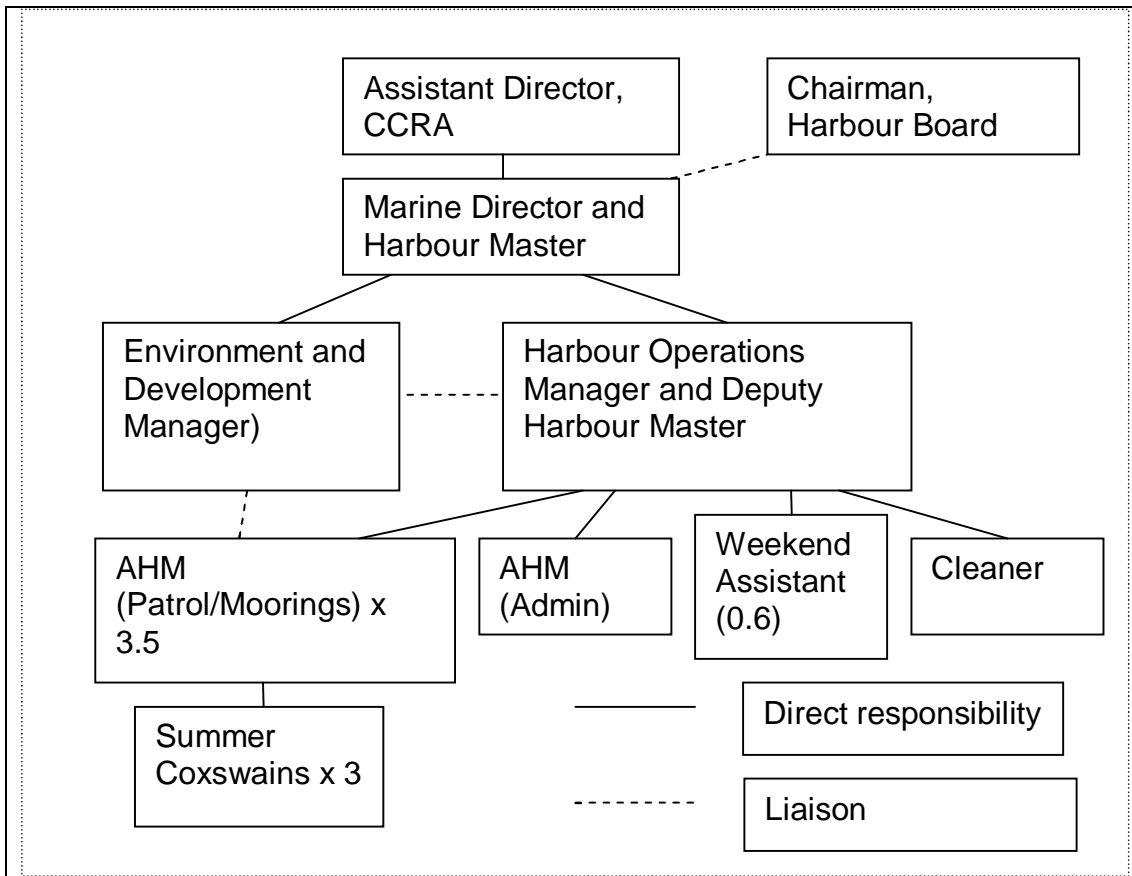 Assistant Director,
CCRA
Chairman,
Harbour Board
Marine Director and
Harbour Master
Environment and
Development
Manager)
Harbour Operations
Manager and Deputy
Harbour Master
AHM
(Patrol/Moorings) x
3.5
AHM
(Admin)
Weekend
Assistant
(0.6)
Cleaner
Summer
Coxswains x 3
Direct responsibility
Liaison